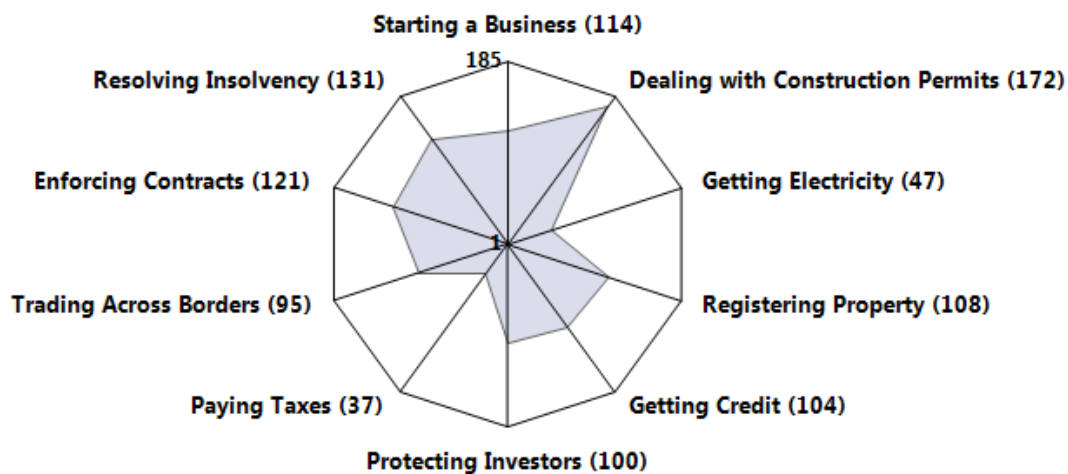 Starting a Business (114)
185
Resolving Insolvency (131)
Dealing with Construction Permits (172)
Enforcing Contracts (121)
Getting Electricity (47)
1
Trading Across Borders (95)
Registering Property (108)
Paying Taxes (37)
Getting Credit (104)
Protecting Investors (100)